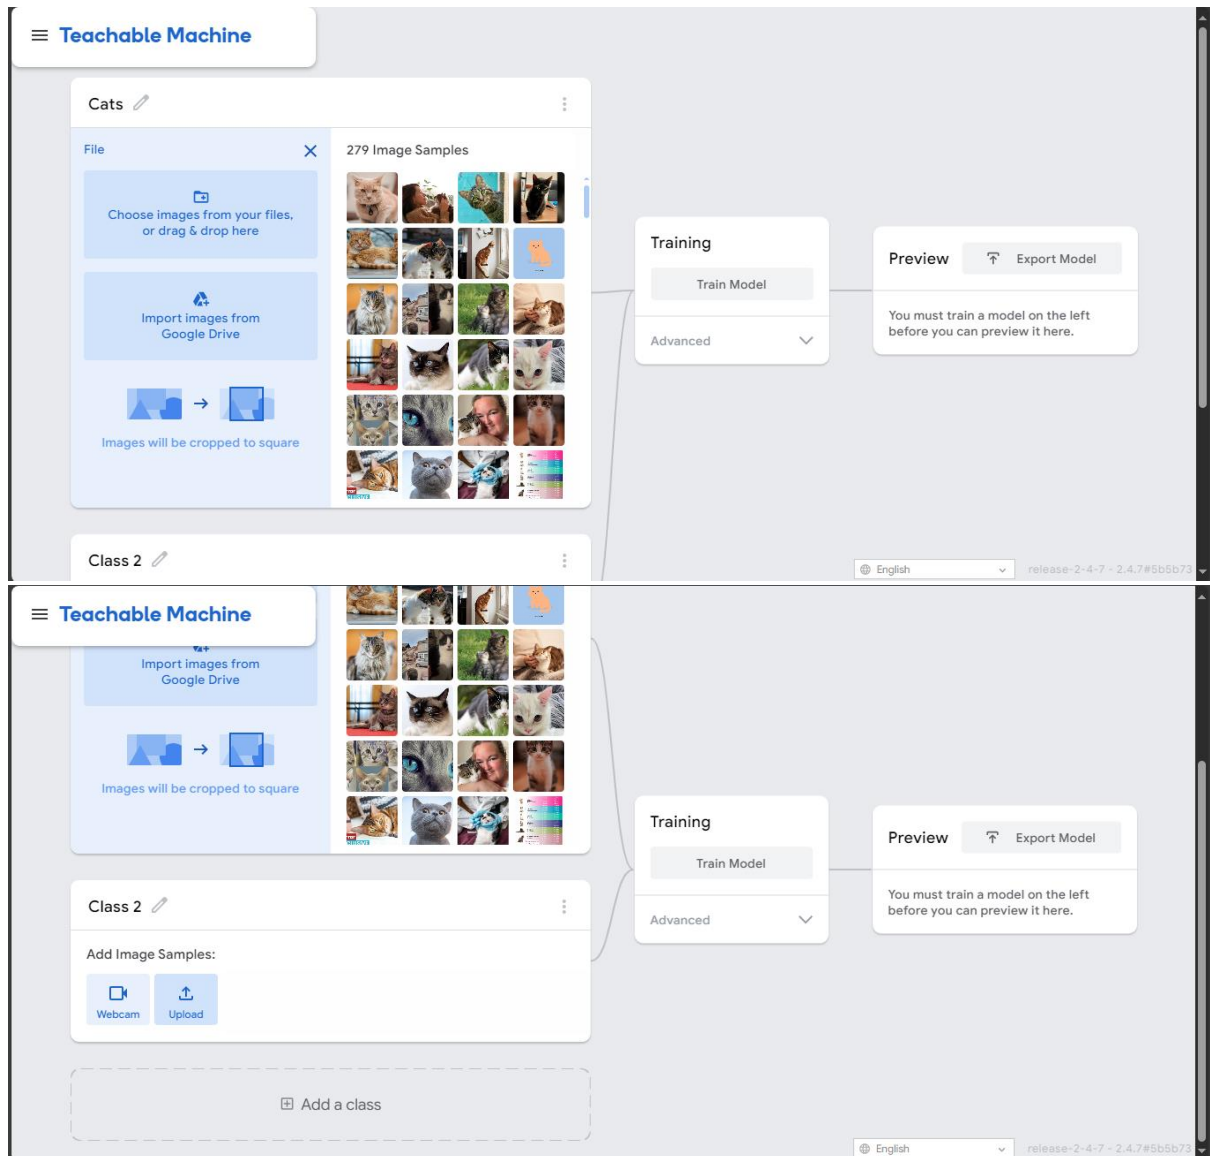 Teachable Machine
Cats
File
279 Image Samples
Choose images from your files,
or drag & drop here
Import images from
Google Drive
Images will be cropped to square
Training
Train Model
Advanced
Preview
Export Model
You must train a model on the left
before you can preview it here.
Class 2
English
release-2-4-7 - 2.4.7#5b5b73
Teachable Machine
Import images from
Google Drive
Images will be cropped to square
Training
Train Model
Advanced
Preview
Export Model
You must train a model on the left
before you can preview it here.
Class 2
Add Image Samples:
Webcam
Upload
Add a class
English
release-2-4-7 - 2.4.7#5b5b73